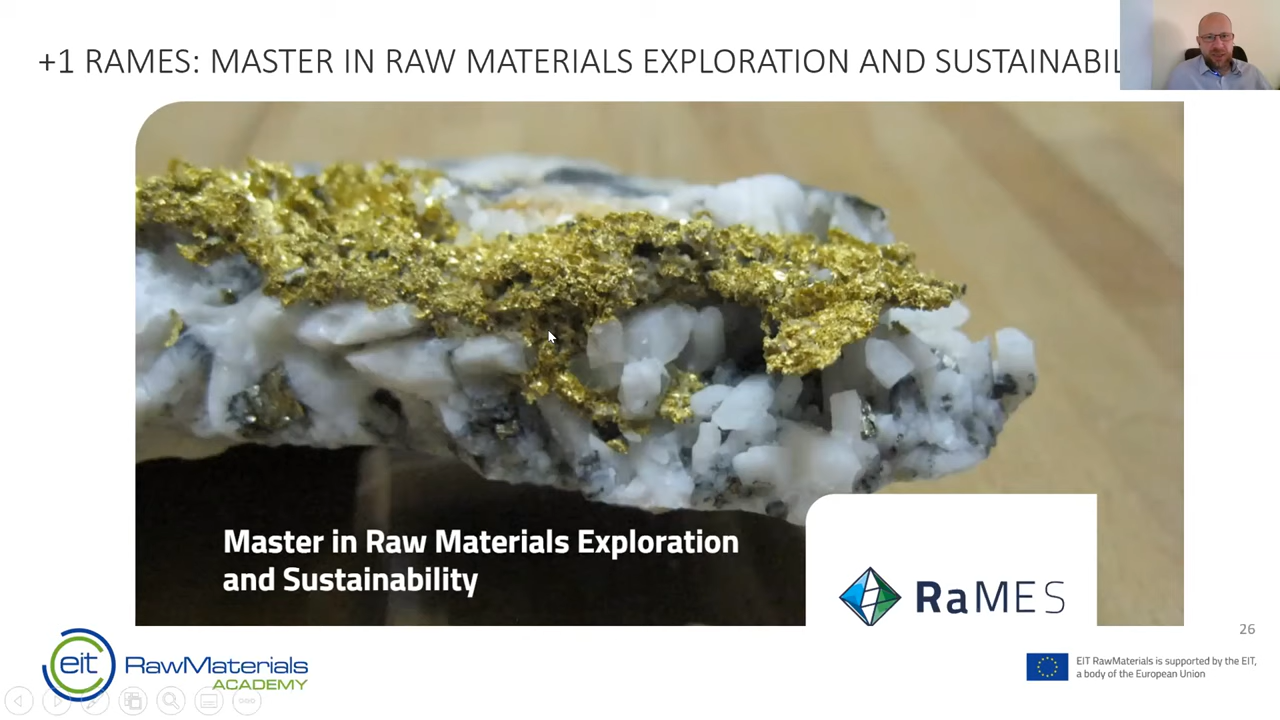 +1 RAMES: MASTER IN RAW MATERIALS EXPLORATION AND SUSTAINABIL
Master in Raw Materials Exploration
and Sustainability
RaMES
26
eit RawMaterials
ACADEMY
EIT RawMaterials is supported by the EIT,
a body of the European Union